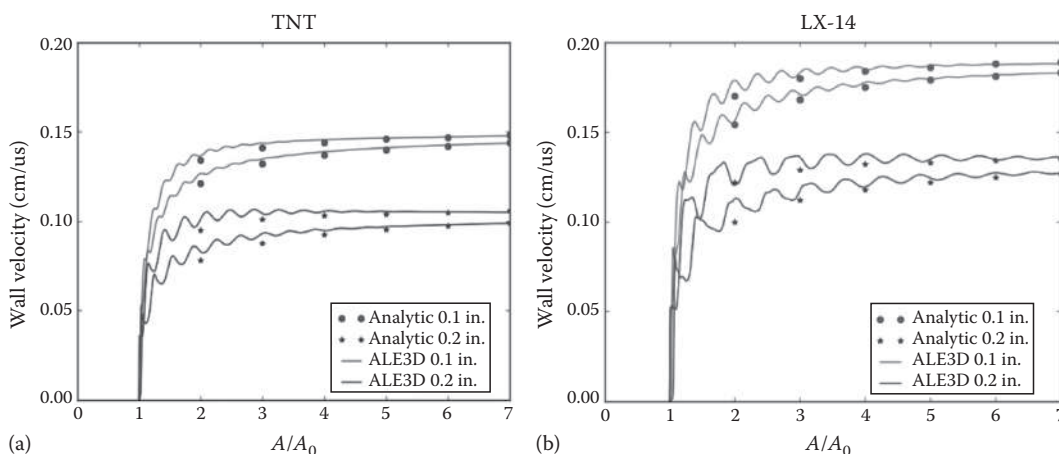 TNT
0.20
0.15
0.10
0.05
0.00
Wall velocity (cm/us)
Analytic 0.1 in.
Analytic 0.2 in.
ALE3D 0.1 in.
ALE3D 0.2 in.
0 1 2 3 4 5 6 7
(a)
A/A0
LX-14
0.20
0.15
0.10
0.05
0.00
Wall velocity (cm/us)
Analytic 0.1 in.
Analytic 0.2 in.
ALE3D 0.1 in.
ALE3D 0.2 in.
0 1 2 3 4 5 6 7
(b)
A/A0